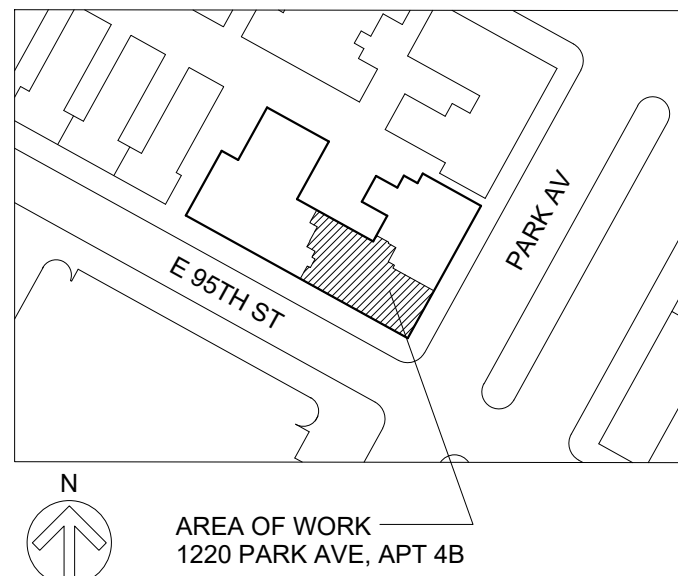 PARK AV
E 95TH ST
N
AREA OF WORK
1220 PARK AVE, APT 4B